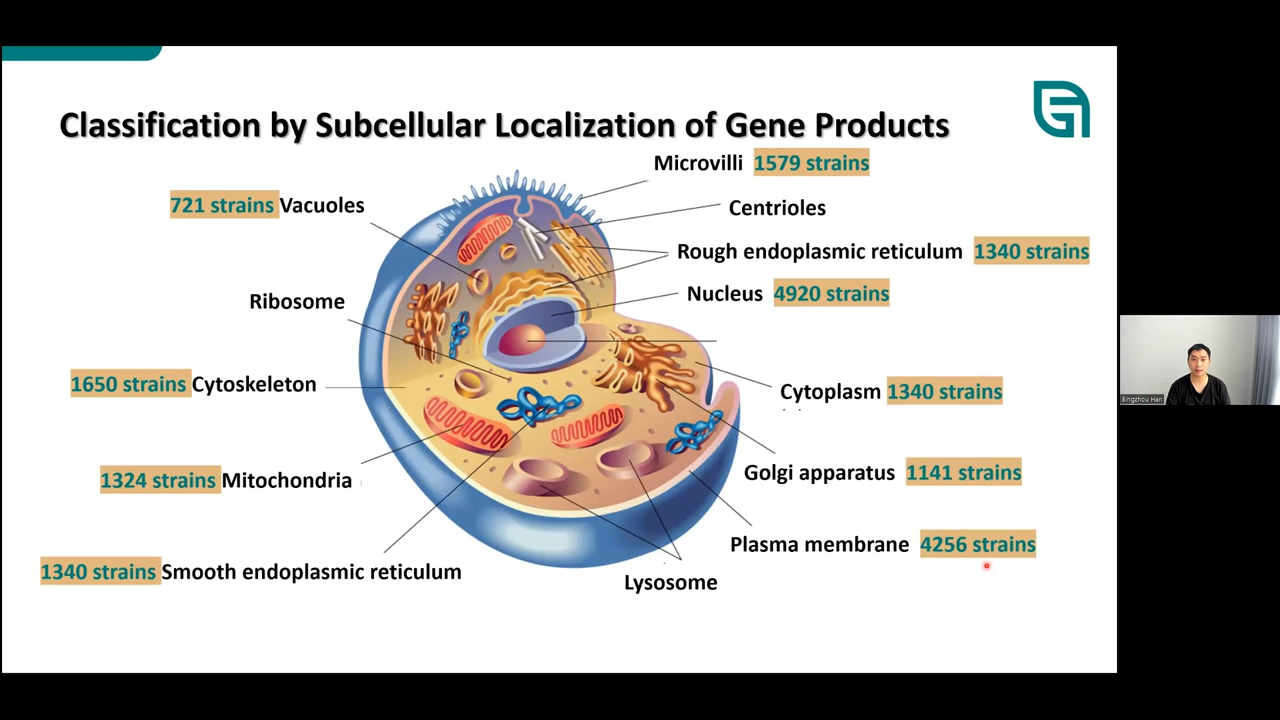 Classification by Subcellular Localization of Gene Products
Microvilli 1579 strains
721 strains Vacuoles
Centrioles
Rough endoplasmic reticulum 1340 strains
Nucleus 4920 strains
Ribosome
1650 strains Cytoskeleton
Cytoplasm 1340 strains
Golgi apparatus 1141 strains
1324 strains Mitochondria
Plasma membrane 4256 strains
1340 strains Smooth endoplasmic reticulum
Lysosome
Bingzhou Han